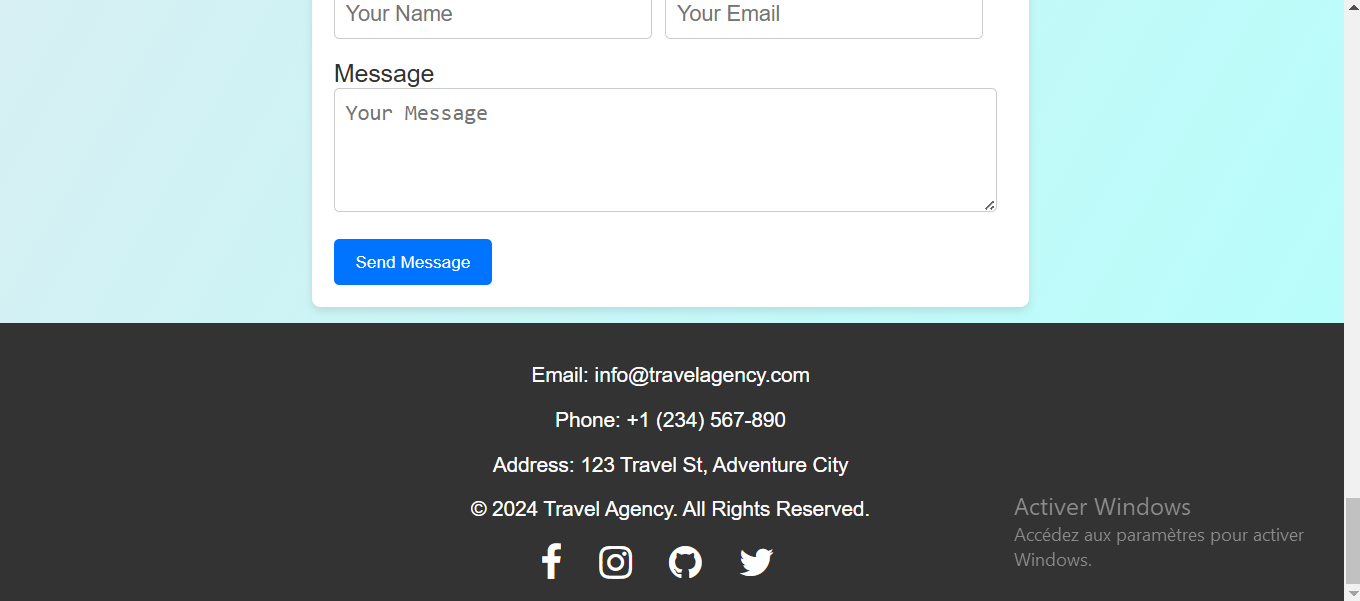 Your Name Your Email
Message
Your Message
Send Message
Email: info@travelagency.com
Phone: +1 (234) 567-890
Address: 123 Travel St, Adventure City
© 2024 Travel Agency. All Rights Reserved.
Activer Windows
Accédez aux paramètres pour activer
Windows.